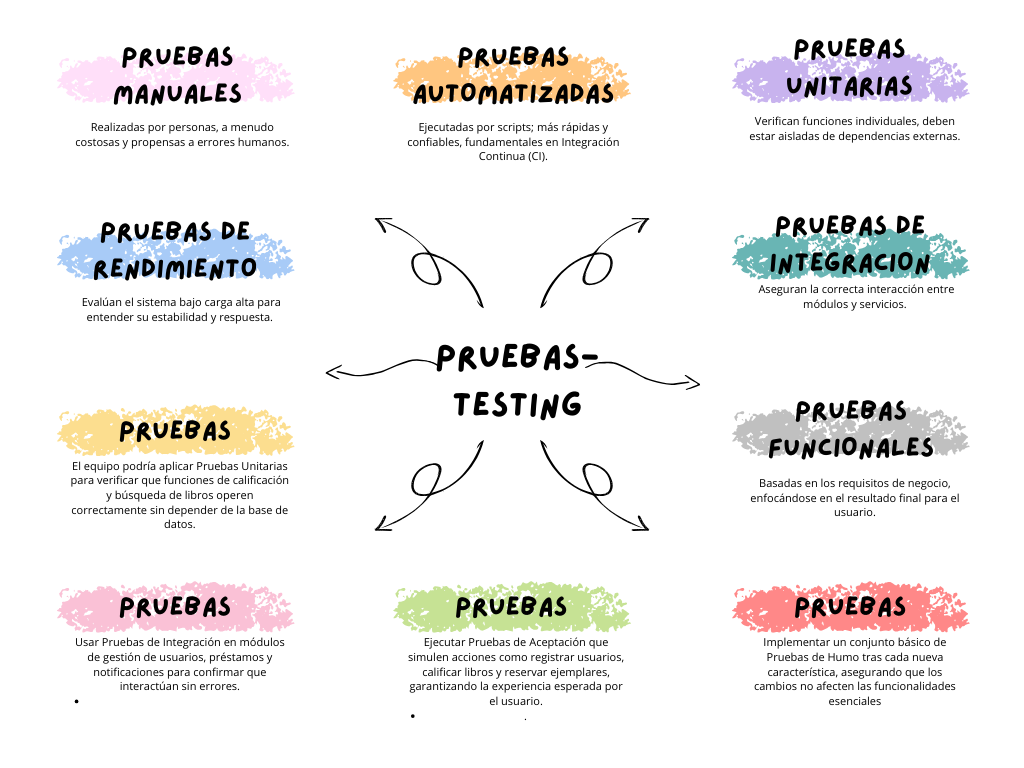 PRUEBAS
MANUALES
Realizadas por personas, a menudo
costosas y propensas a errores humanos.
PRUEBAS
AUTOMATIZADAS
Ejecutadas por scripts; más rápidas y
confiables, fundamentales en Integración
Continua (CI).
PRUEBAS
UNITARIAS
Verifican funciones individuales, deben
estar aisladas de dependencias externas.
PRUEBAS DE
RENDIMIENTO
Evalúan el sistema bajo carga alta para
entender su estabilidad y respuesta.
PRUEBAS DE
INTEGRACION
Aseguran la correcta interacción entre
módulos y servicios.
PRUEBAS-
TESTING
PRUEBAS
El equipo podría aplicar Pruebas Unitarias
para verificar que funciones de calificación
y búsqueda de libros operen
correctamente sin depender de la base de
datos.
PRUEBAS
FUNCIONALES
Basadas en los requisitos de negocio,
enfocándose en el resultado final para el
usuario.
PRUEBAS
Usar Pruebas de Integración en módulos
de gestión de usuarios, préstamos y
notificaciones para confirmar que
interactúan sin errores.
•
PRUEBAS
Ejecutar Pruebas de Aceptación que
simulen acciones como registrar usuarios,
calificar libros y reservar ejemplares,
garantizando la experiencia esperada por
el usuario.
• .
PRUEBAS
Implementar un conjunto básico de
Pruebas de Humo tras cada nueva
característica, asegurando que los
cambios no afecten las funcionalidades
esenciales